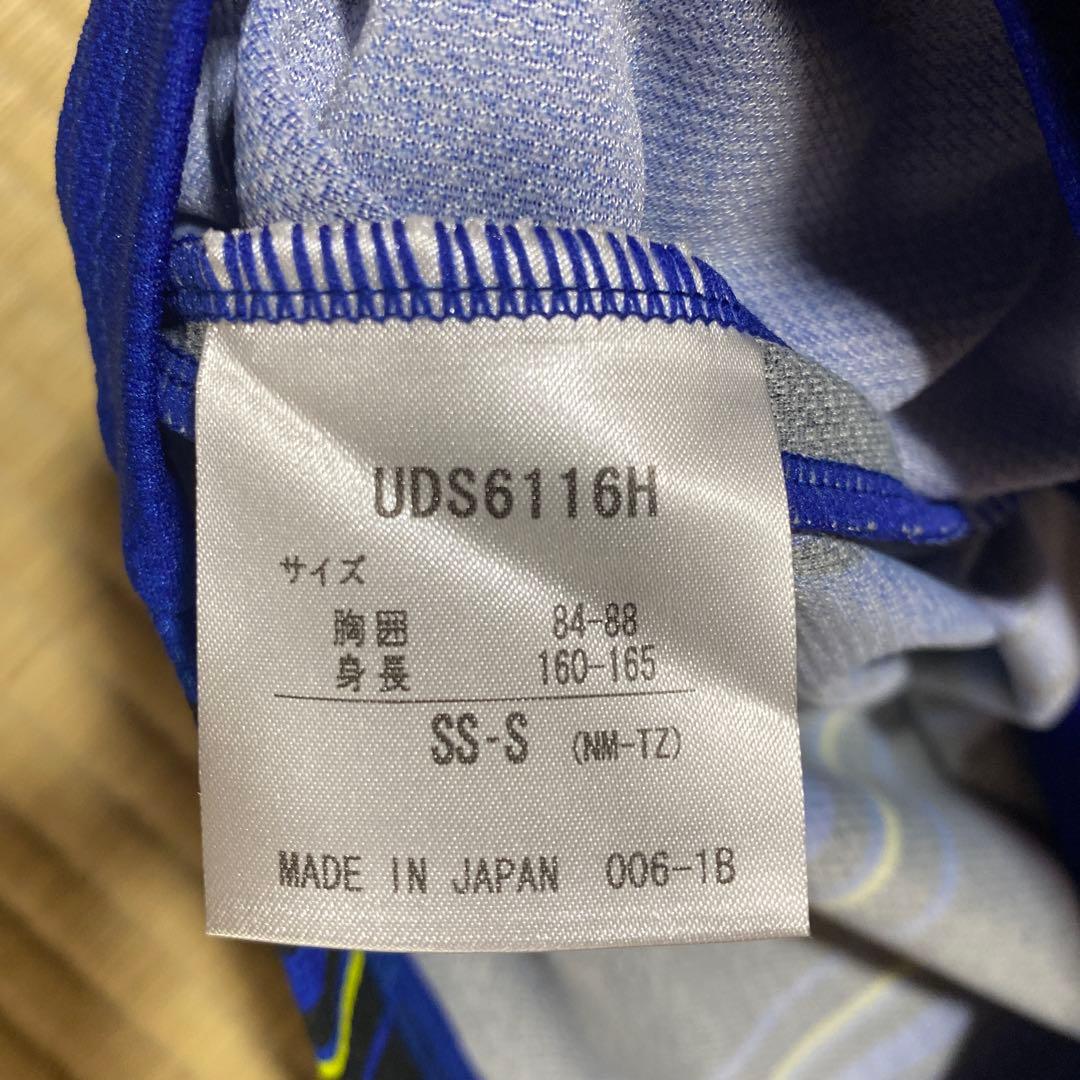 UDS6116H
サイズ
胸囲 84-88
身長 160-165
SS-S (NM-TZ)
MADE IN JAPAN 006-1B